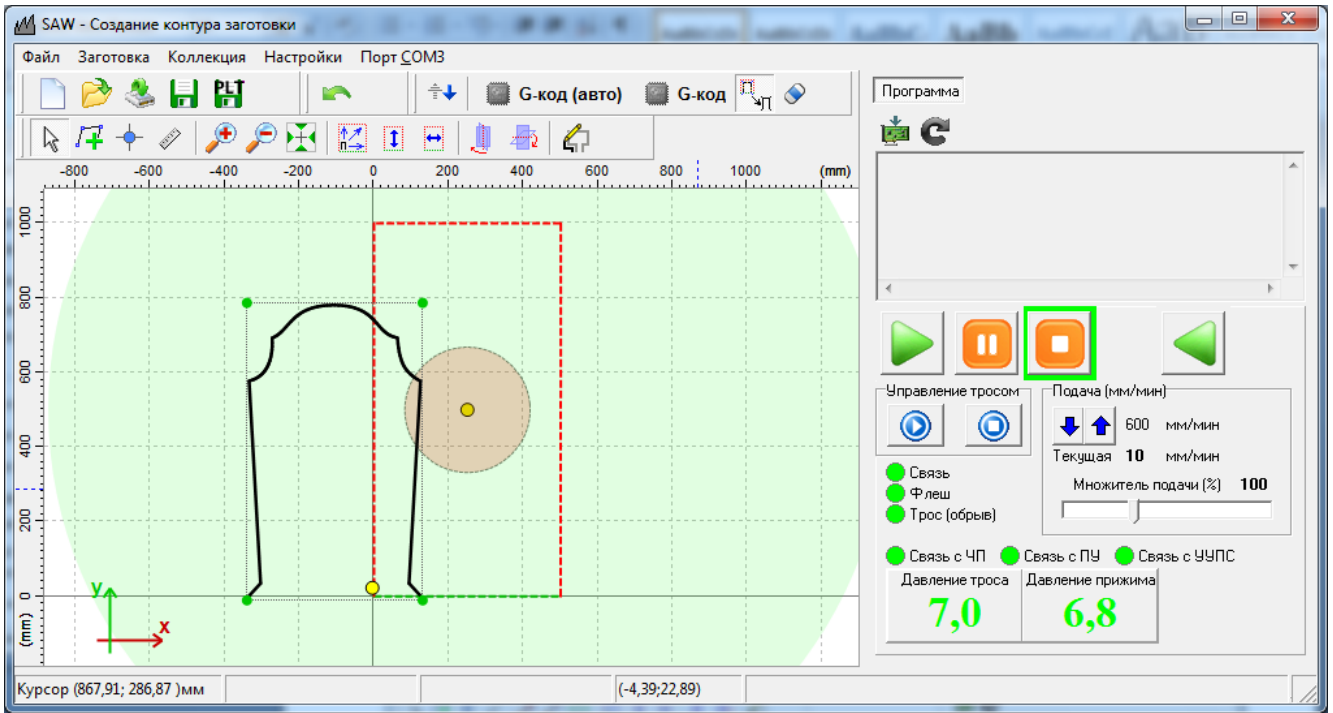 SAW - Создание контура заготовки
Файл Заготовка Коллекция Настройки Порт COM3
PLT G-код (авто) G-код П П
П
-800 -600 -400 -200 0 200 400 600 800 1000 (mm)
1000
800
600
400
200
0
(mm)
y
x
Программа
Управление тросом
Подача (мм/мин)
600 мм/мин
Текущая 10 мм/мин
Множитель подачи (%) 100
Связь
Флеш
Трос (обрыв)
Связь с ЧП Связь с ПУ Связь с УУПС
Давление троса Давление прижима
7,0 6,8
Курсор (867,91; 286,87 )мм (-4,39;22,89)